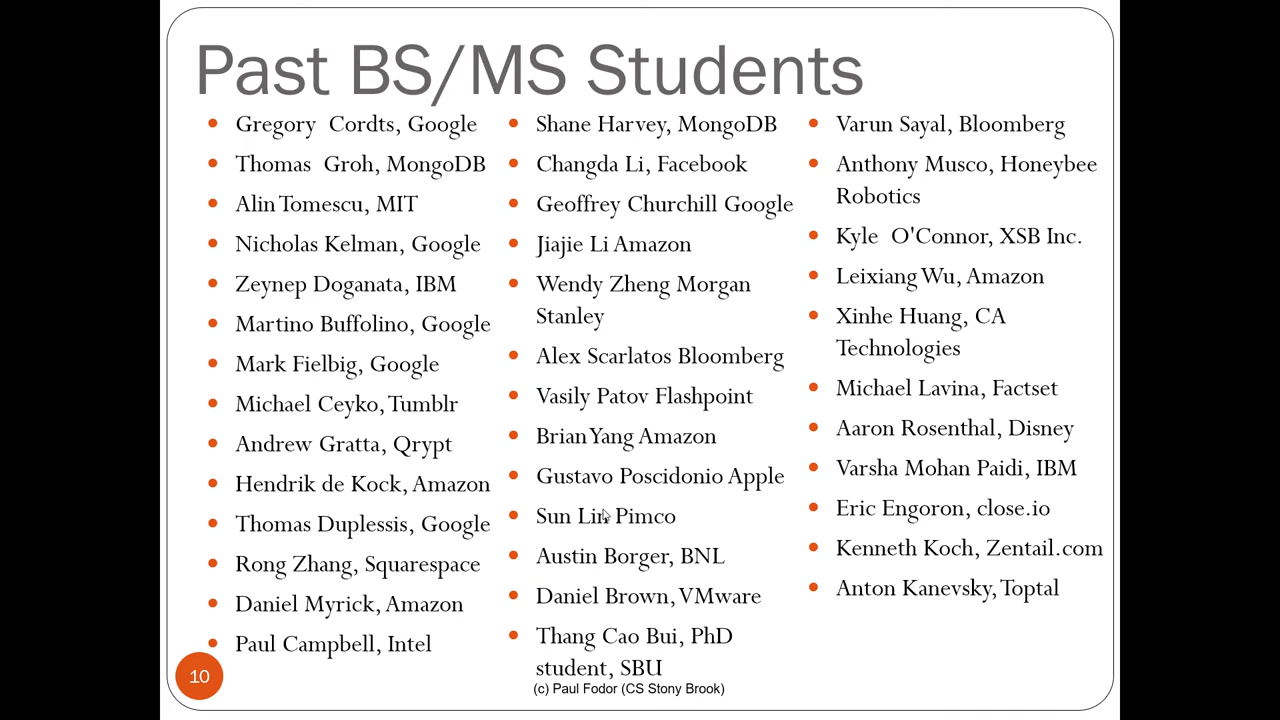 Past BS/MS Students
Gregory Cordts, Google
Thomas Groh, MongoDB
Alin Tomescu, MIT
Nicholas Kelman, Google
Zeynep Doganata, IBM
Martino Buffolino, Google
Mark Fielbig, Google
Michael Ceyko, Tumblr
Andrew Gratta, Qrypt
Hendrik de Kock, Amazon
Thomas Duplessis, Google
Rong Zhang, Squarespace
Daniel Myrick, Amazon
Paul Campbell, Intel
Shane Harvey, MongoDB
Changda Li, Facebook
Geoffrey Churchill Google
Jiajie Li Amazon
Wendy Zheng Morgan
Stanley
Alex Scarlatos Bloomberg
Vasily Patov Flashpoint
Brian Yang Amazon
Gustavo Poscidonio Apple
Sun Lin Pimco
Austin Borger, BNL
Daniel Brown, VMware
Thang Cao Bui, PhD
student, SBU
Varun Sayal, Bloomberg
Anthony Musco, Honeybee
Robotics
Kyle O'Connor, XSB Inc.
Leixiang Wu, Amazon
Xinhe Huang, CA
Technologies
Michael Lavina, Factset
Aaron Rosenthal, Disney
Varsha Mohan Paidi, IBM
Eric Engoron, close.io
Kenneth Koch, Zentail.com
Anton Kanevsky, Toptal
10
(c) Paul Fodor (CS Stony Brook)